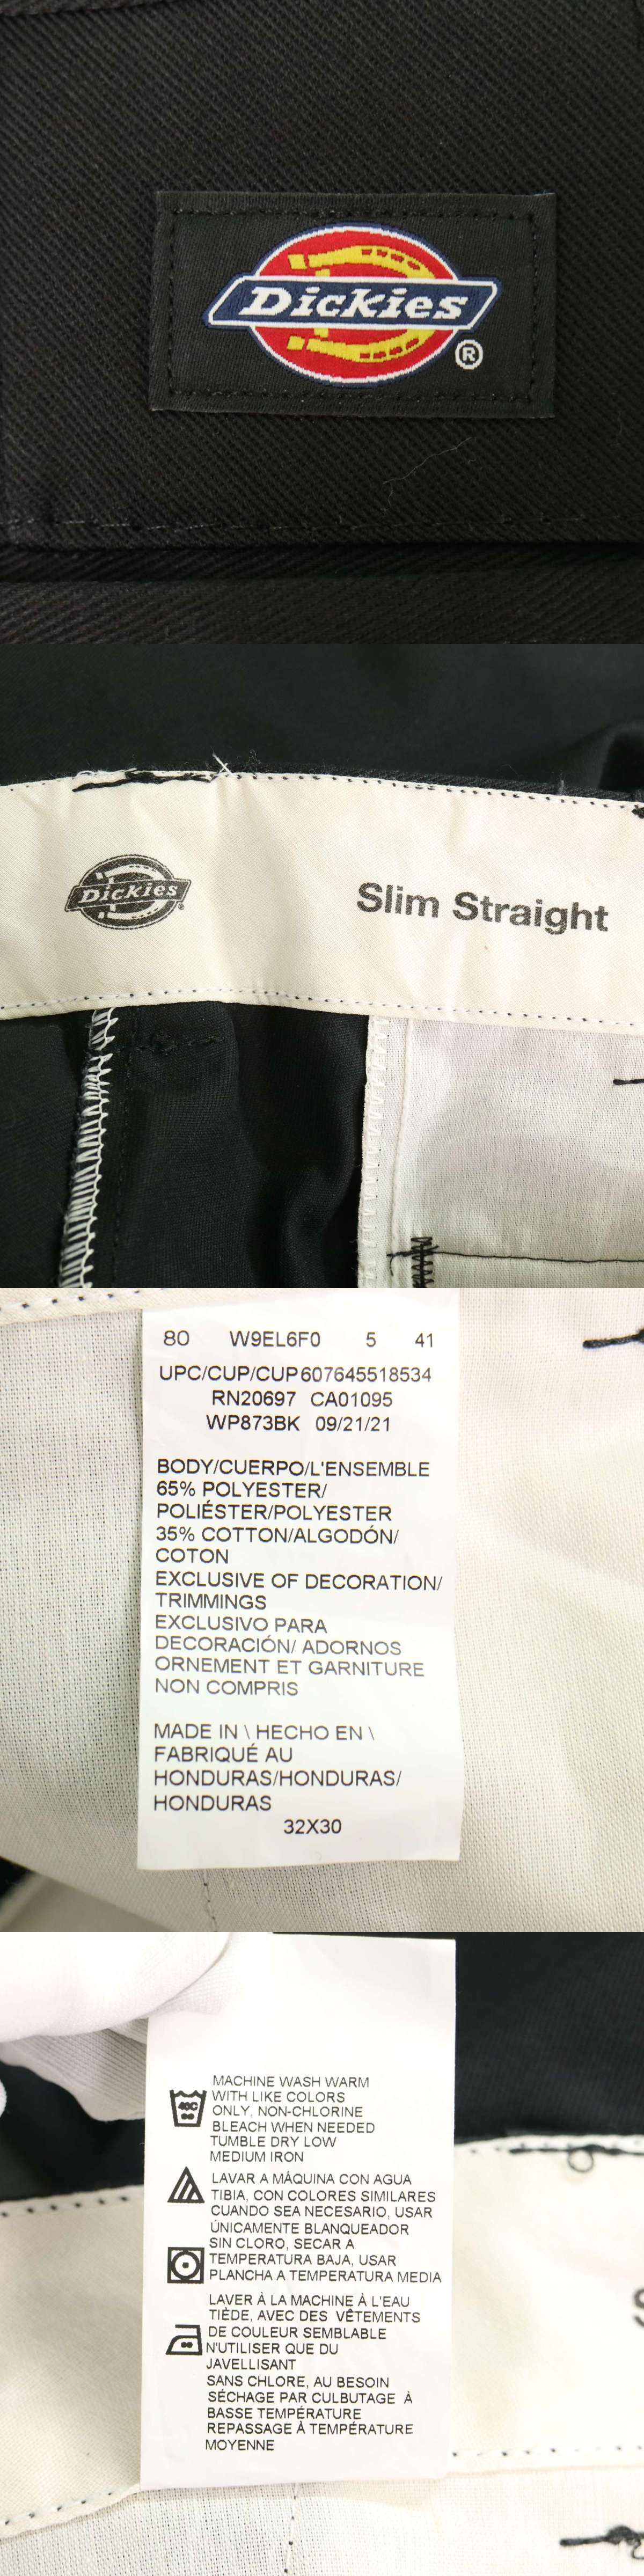 Dickies
®
Dickies
Slim Straight
80 W9EL6F0 5 41
UPC/CUP/CUP607645518534
RN20697 CA01095
WP873BK 09/21/21
BODY/CUERPO/L'ENSEMBLE
65% POLYESTER/
POLIÉSTER/POLYESTER
35% COTTON/ALGODÓN/
COTON
EXCLUSIVE OF DECORATION/
TRIMMINGS
EXCLUSIVO PARA
DECORACIÓN/ ADORNOS
ORNEMENT ET GARNITURE
NON COMPRIS
MADE IN \ HECHO EN \
FABRIQUÉ AU
HONDURAS/HONDURAS/
HONDURAS
32X30
40C
MACHINE WASH WARM
WITH LIKE COLORS
ONLY, NON-CHLORINE
BLEACH WHEN NEEDED
TUMBLE DRY LOW
MEDIUM IRON
LAVAR A MÁQUINA CON AGUA
TIBIA, CON COLORES SIMILARES
CUANDO SEA NECESARIO, USAR
ÚNICAMENTE BLANQUEADOR
SIN CLORO, SECAR A
TEMPERATURA BAJA, USAR
PLANCHA A TEMPERATURA MEDIA
LAVER À LA MACHINE À L'EAU
TIÈDE, AVEC DES VÊTEMENTS
DE COULEUR SEMBLABLE
N'UTILISER QUE DU
JAVELLISANT
SANS CHLORE, AU BESOIN
SÉCHAGE PAR CULBUTAGE À
BASSE TEMPÉRATURE
REPASSAGE À TEMPÉRATURE
MOYENNE